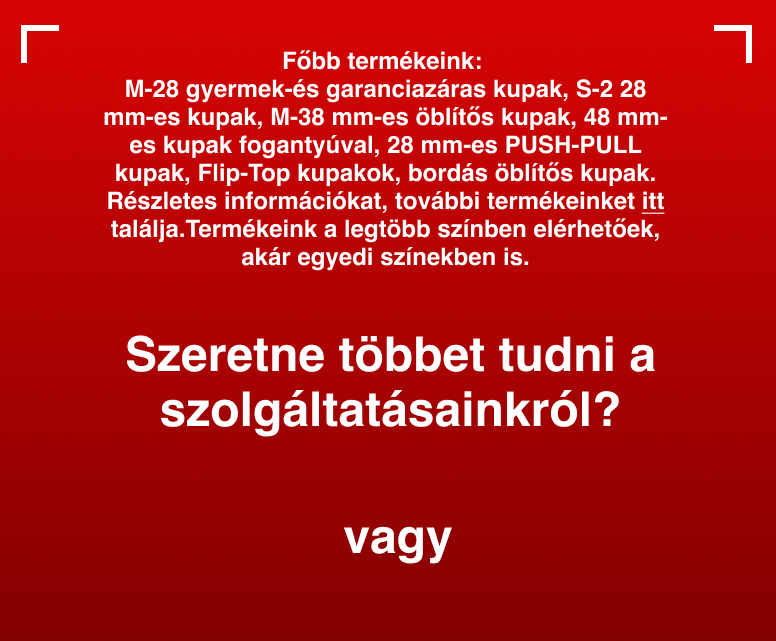 Főbb termékeink:
M-28 gyermek-és garanciazáras kupak, S-2 28
mm-es kupak, M-38 mm-es öblítős kupak, 48 mm-
es kupak fogantyúval, 28 mm-es PUSH-PULL
kupak, Flip-Top kupakok, bordás öblítős kupak.
Részletes információkat, további termékeinket itt
találja.Termékeink a legtöbb színben elérhetőek,
akár egyedi színekben is.
Szeretne többet tudni a
szolgáltatásainkról?
vagy